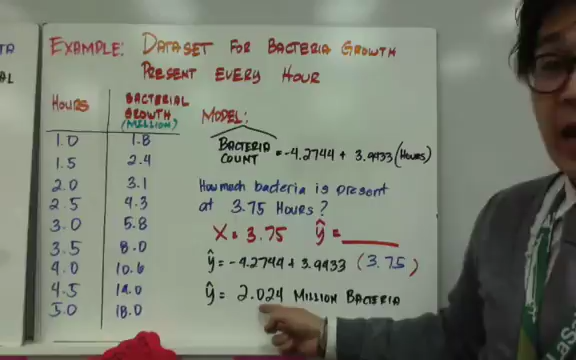 EXAMPLE: DATASET FOR BACTERIA GROWTH
PRESENT EVERY HOUR
HOURS BACTERIAL GROWTH (MILLION)
1.0 1.8
1.5 2.4
2.0 3.1
2.5 4.3
3.0 5.8
3.5 8.0
4.0 10.6
4.5 14.0
5.0 18.0
MODEL:
BACTERIA COUNT = -4.2744 + 3.9433 (HOURS)
How much bacteria is present
at 3.75 Hours?
X = 3.75 ŷ = ____
ŷ = -4.2744 + 3.9433 (3.75)
ŷ = 2.024 MILLION BACTERIA